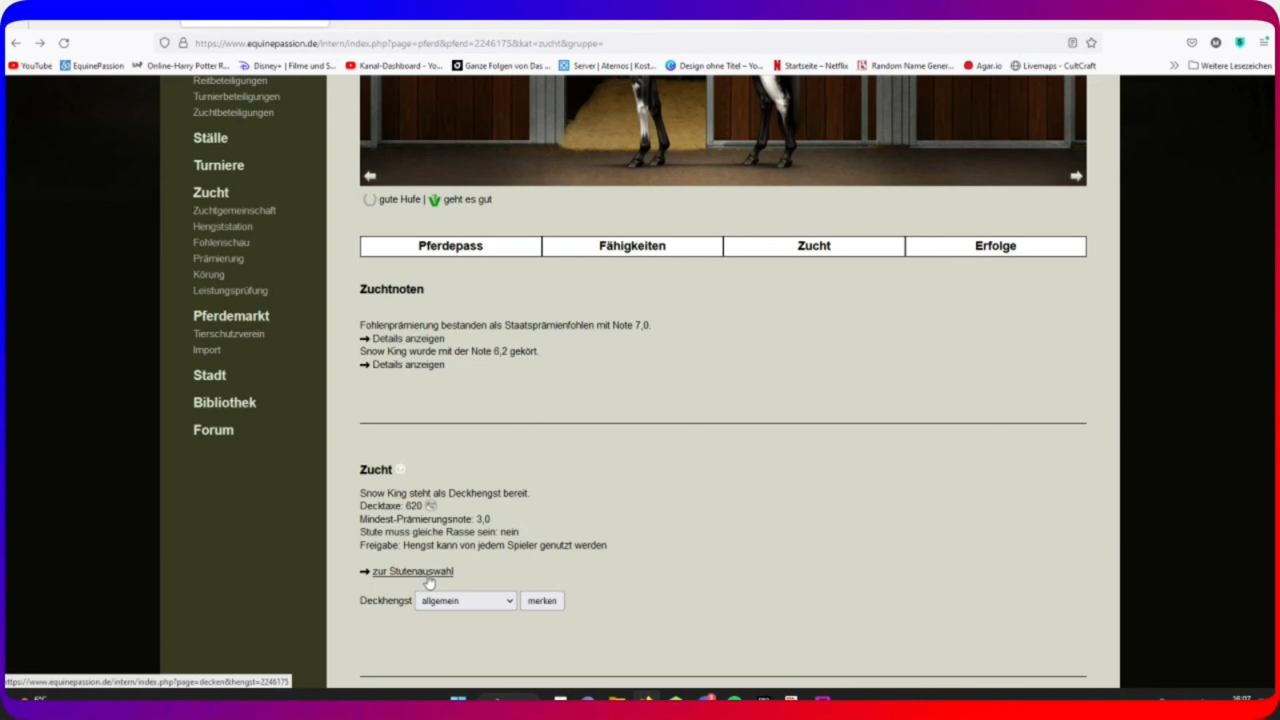 https://www.equinepassion.de/intern/index.php?page=pferd&pferd=2246175&kat=zucht&gruppe=
YouTube EquinePassion Online-Harry Potter R... Disney+ | Filme und S... Kanal-Dashboard - Yo... Ganze Folgen von Das ... Server | Aternos | Kost... Design ohne Titel – Yo... Startseite – Netflix Random Name Gener... Agar.io Livemaps - CultCraft Weitere Lesezeichen
Reitbeteiligungen
Turnierbeteiligungen
Zuchtbeteiligungen
Ställe
Turniere
Zucht
Zuchtgemeinschaft
Hengststation
Fohlenschau
Prämierung
Körung
Leistungsprüfung
Pferdemarkt
Tierschutzverein
Import
Stadt
Bibliothek
Forum
gute Hufe | geht es gut
Pferdepass Fähigkeiten Zucht Erfolge
Zuchtnoten
Fohlenprämierung bestanden als Staatsprämienfohlen mit Note 7,0.
Details anzeigen
Snow King wurde mit der Note 6,2 gekört.
Details anzeigen
Zucht
Snow King steht als Deckhengst bereit.
Decktaxe: 620
Mindest-Prämierungsnote: 3,0
Stute muss gleiche Rasse sein: nein
Freigabe: Hengst kann von jedem Spieler genutzt werden
zur Stutenauswahl
Deckhengst allgemein merken
https://www.equinepassion.de/intern/index.php?page=decken&hengst=2246175